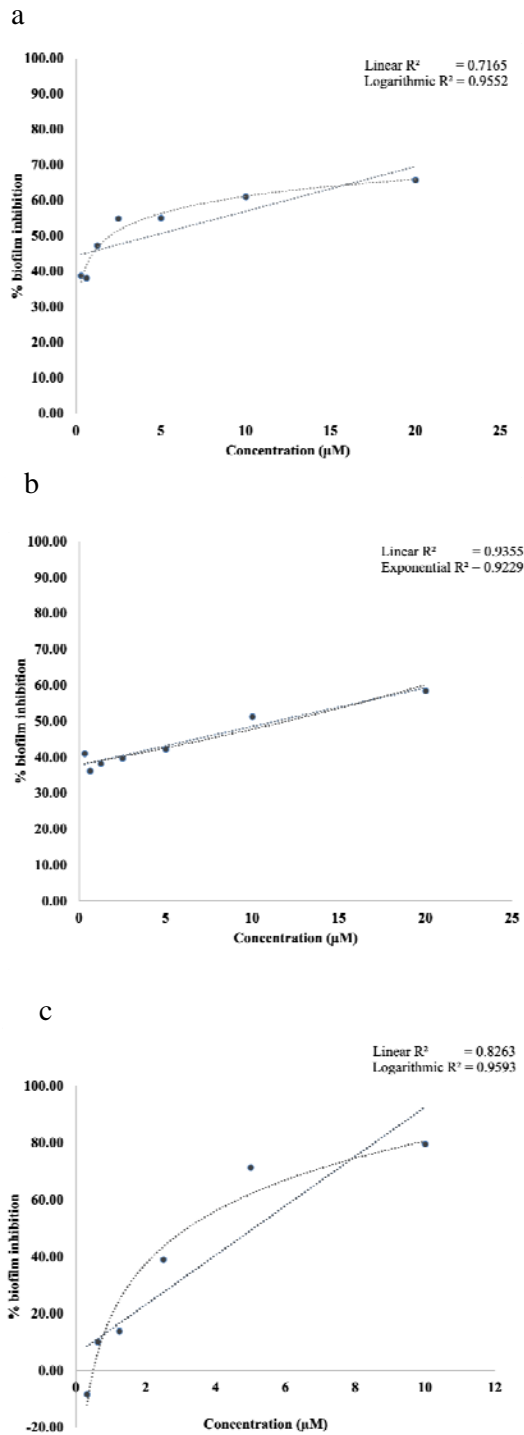 a
Linear R² = 0.7165
Logarithmic R² = 0.9552
100.00
90.00
80.00
70.00
60.00
50.00
40.00
30.00
20.00
10.00
0.00
% biofilm inhibition
0 5 10 15 20 25
Concentration (µM)
b
Linear R² = 0.9355
Exponential R² = 0.9229
100.00
90.00
80.00
70.00
60.00
50.00
40.00
30.00
20.00
10.00
0.00
% biofilm inhibition
0 5 10 15 20 25
Concentration (µM)
c
Linear R² = 0.8263
Logarithmic R² = 0.9593
100.00
80.00
60.00
40.00
20.00
0.00
-20.00
% biofilm inhibition
0 2 4 6 8 10 12
Concentration (µM)